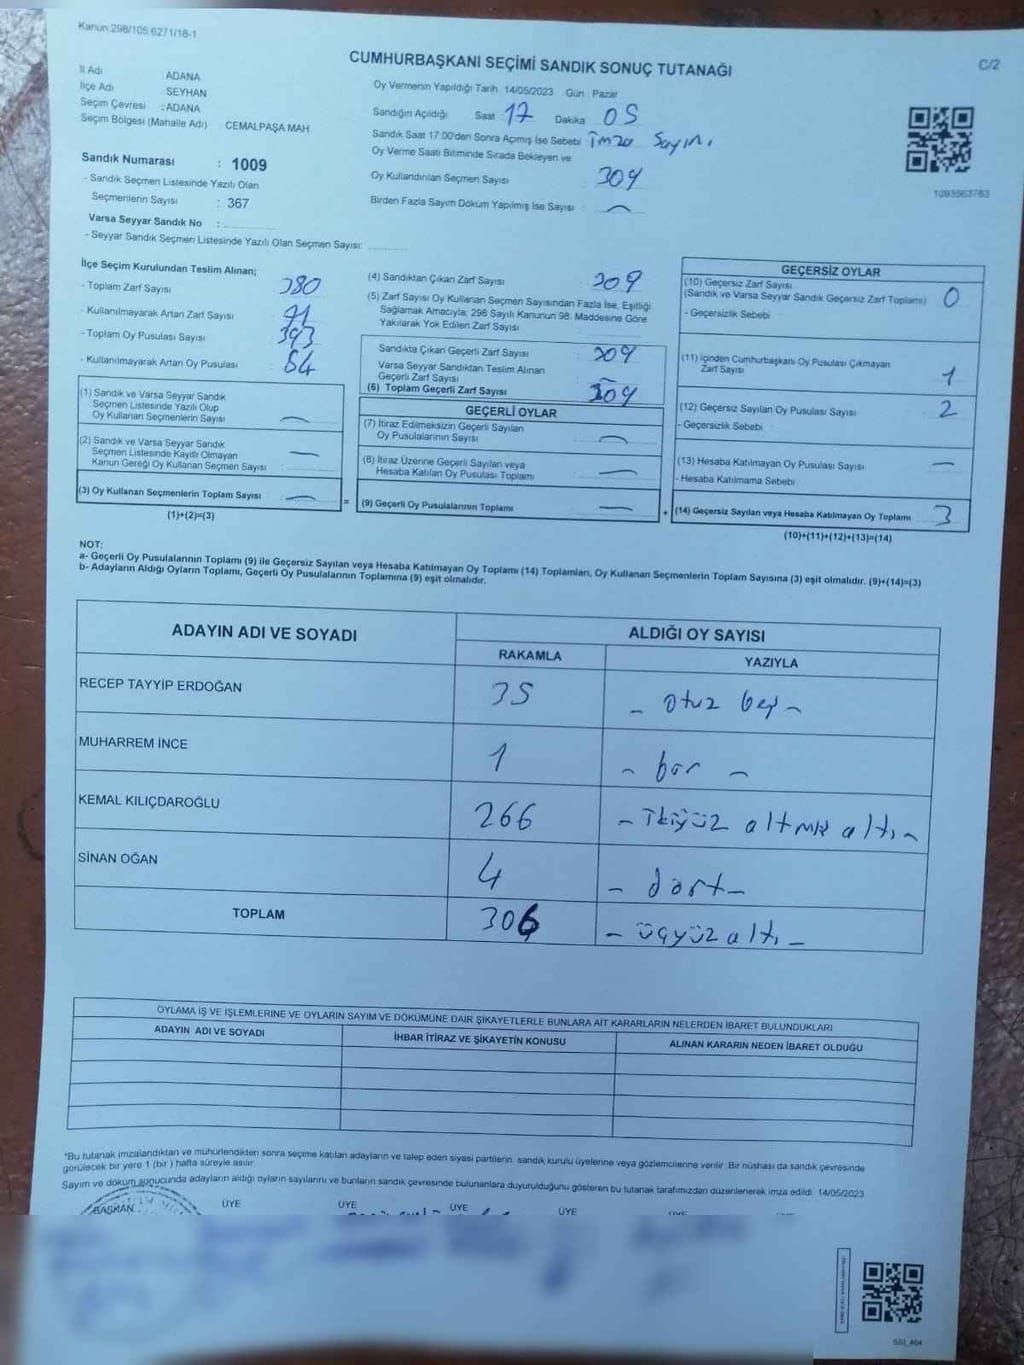 Kanun:298/105.6271/18-1
CUMHURBAŞKANI SEÇİMİ SANDIK SONUÇ TUTANAĞI
C/2
İl Adı ADANA
İlçe Adı SEYHAN
Seçim Çevresi : ADANA
Seçim Bölgesi (Mahalle Adı) CEMALPAŞA MAH.
Sandık Numarası : 1009
- Sandık Seçmen Listesinde Yazılı Olan
Seçmenlerin Sayısı : 367
Varsa Seyyar Sandık No :
- Seyyar Sandık Seçmen Listesinde Yazılı Olan Seçmen Sayısı:
Oy Vermenin Yapıldığı Tarih 14/05/2023 Gün Pazar
Sandığın Açıldığı Saat : 17 Dakika 05
Sandık Saat 17.00'den Sonra Açılmış İse Sebebi imza Sayını
Oy Verme Saati Bitiminde Sırada Bekleyen ve
Oy Kullandırılan Seçmen Sayısı 309
Birden Fazla Sayım Döküm Yapılmış İse Sayısı : —
1093563783
İlçe Seçim Kurulundan Teslim Alınan;
- Toplam Zarf Sayısı 380
- Kullanılmayarak Artan Zarf Sayısı 71
- Toplam Oy Pusulası Sayısı 393
- Kullanılmayarak Artan Oy Pusulası : 84
(1) Sandık ve Varsa Seyyar Sandık
Seçmen Listesinde Yazılı Olup
Oy Kullanan Seçmenlerin Sayısı : —
(2) Sandık ve Varsa Seyyar Sandık
Seçmen Listesinde Kayıtlı Olmayan
Kanun Gereği Oy Kullanan Seçmen Sayısı : —
(3) Oy Kullanan Seçmenlerin Toplam Sayısı —
(1)+(2)=(3)
=
(4) Sandıktan Çıkan Zarf Sayısı : 309
(5) Zarf Sayısı Oy Kullanan Seçmen Sayısından Fazla İse, Eşitliği
Sağlamak Amacıyla; 298 Sayılı Kanunun 98. Maddesine Göre
Yakılarak Yok Edilen Zarf Sayısı
Sandıkta Çıkan Geçerli Zarf Sayısı : 309
Varsa Seyyar Sandıktan Teslim Alınan
Geçerli Zarf Sayısı : —
(6) Toplam Geçerli Zarf Sayısı : 309
GEÇERLİ OYLAR
(7) İtiraz Edilmeksizin Geçerli Sayılan
Oy Pusulalarının Sayısı : —
(8) İtiraz Üzerine Geçerli Sayılan veya
Hesaba Katılan Oy Pusulası Toplamı : —
(9) Geçerli Oy Pusulalarının Toplamı —
+
GEÇERSİZ OYLAR
(10) Geçersiz Zarf Sayısı
(Sandık ve Varsa Seyyar Sandık Geçersiz Zarf Toplamı) : 0
- Geçersizlik Sebebi :
(11) İçinden Cumhurbaşkanı Oy Pusulası Çıkmayan
Zarf Sayısı 1
(12) Geçersiz Sayılan Oy Pusulası Sayısı : 2
- Geçersizlik Sebebi :
(13) Hesaba Katılmayan Oy Pusulası Sayısı : —
- Hesaba Katılmama Sebebi
(14) Geçersiz Sayılan veya Hesaba Katılmayan Oy Toplamı 3
(10)+(11)+(12)+(13)=(14)
NOT:
a- Geçerli Oy Pusulalarının Toplamı (9) ile Geçersiz Sayılan veya Hesaba Katılmayan Oy Toplamı (14) Toplamları, Oy Kullanan Seçmenlerin Toplam Sayısına (3) eşit olmalıdır. (9)+(14)=(3)
b- Adayların Aldığı Oyların Toplamı, Geçerli Oy Pusulalarının Toplamına (9) eşit olmalıdır.
ADAYIN ADI VE SOYADI ALDIĞI OY SAYISI
RAKAMLA YAZIYLA
RECEP TAYYİP ERDOĞAN 35 - otuz beş -
MUHARREM İNCE 1 - bir -
KEMAL KILIÇDAROĞLU 266 - ikiyüz altmış altı -
SİNAN OĞAN 4 - dört -
TOPLAM 306 - üçyüz altı -
OYLAMA İŞ VE İŞLEMLERİNE VE OYLARIN SAYIM VE DÖKÜMÜNE DAİR ŞİKAYETLERLE BUNLARA AİT KARARLARIN NELERDEN İBARET BULUNDUKLARI
ADAYIN ADI VE SOYADI İHBAR İTİRAZ VE ŞİKAYETİN KONUSU ALINAN KARARIN NEDEN İBARET OLDUĞU
*Bu tutanak imzalandıktan ve mühürlendikten sonra seçime katılan adayların ve talep eden siyasi partilerin sandık kurulu üyelerine veya gözlemcilerine verilir. Bir nüshası da sandık çevresinde
görülecek bir yere 1 (bir) hafta süreyle asılır.
Sayım ve döküm sonucunda adayların aldığı oyların sayılarını ve bunların sandık çevresinde bulunanlara duyurulduğunu gösteren bu tutanak tarafımızdan düzenlenerek imza edildi. 14/05/2023
BAŞKAN ÜYE ÜYE ÜYE ÜYE ÜYE